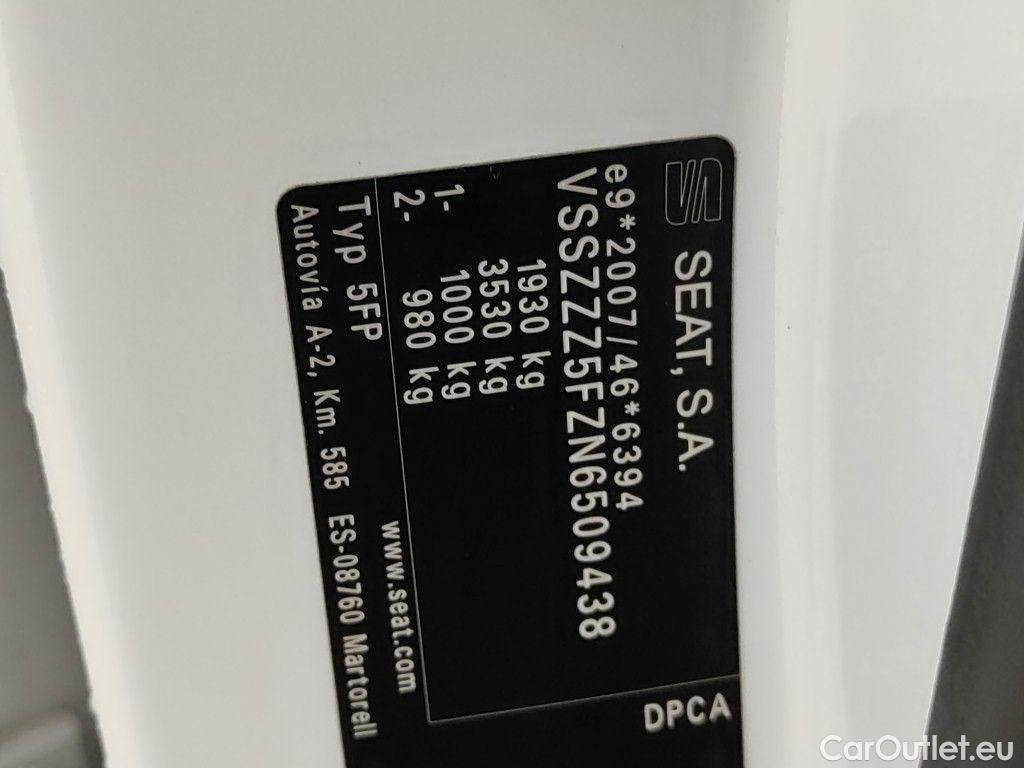 SEAT, S.A.
e9*2007/46*6394
VSSZZZ5FZN6509438
1930 kg
3530 kg
1- 1000 kg
2- 980 kg
Typ 5FP
www.seat.com
Autovía A-2, Km. 585 ES-08760 Martorell
DPCA
CarOutlet.eu